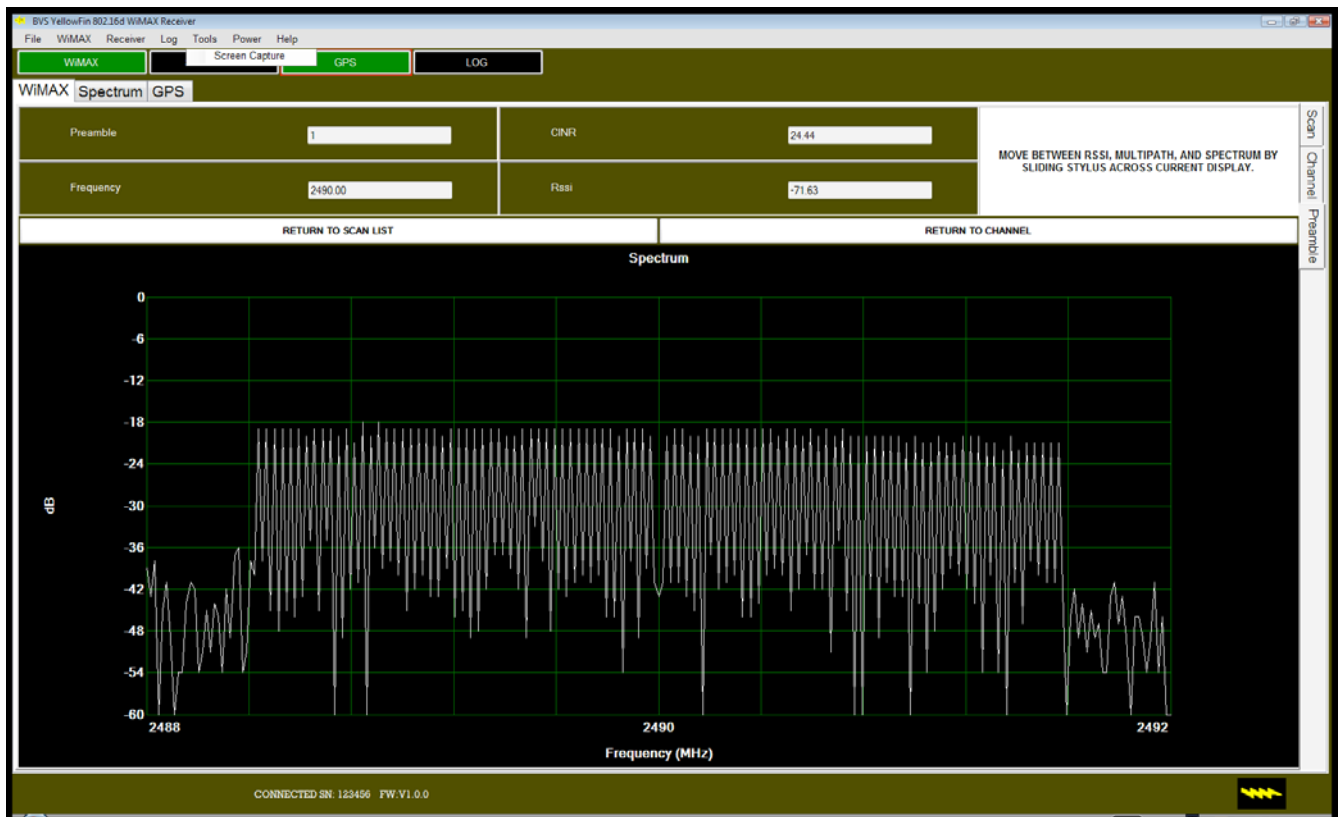 BVS YellowFin 802.16d WiMAX Receiver
File WiMAX Receiver Log Tools Power Help
Screen Capture
WiMAX GPS LOG
WiMAX Spectrum GPS
Preamble 1 CINR 24.44
MOVE BETWEEN RSSI, MULTIPATH, AND SPECTRUM BY
SLIDING STYLUS ACROSS CURRENT DISPLAY.
Frequency 2490.00 Rssi -71.63
Scan
Channel
Preamble
RETURN TO SCAN LIST RETURN TO CHANNEL
Spectrum
0
-6
-12
-18
-24
-30
-36
-42
-48
-54
-60
dB
2488 2490 2492
Frequency (MHz)
CONNECTED SN: 123456 FW:V1.0.0